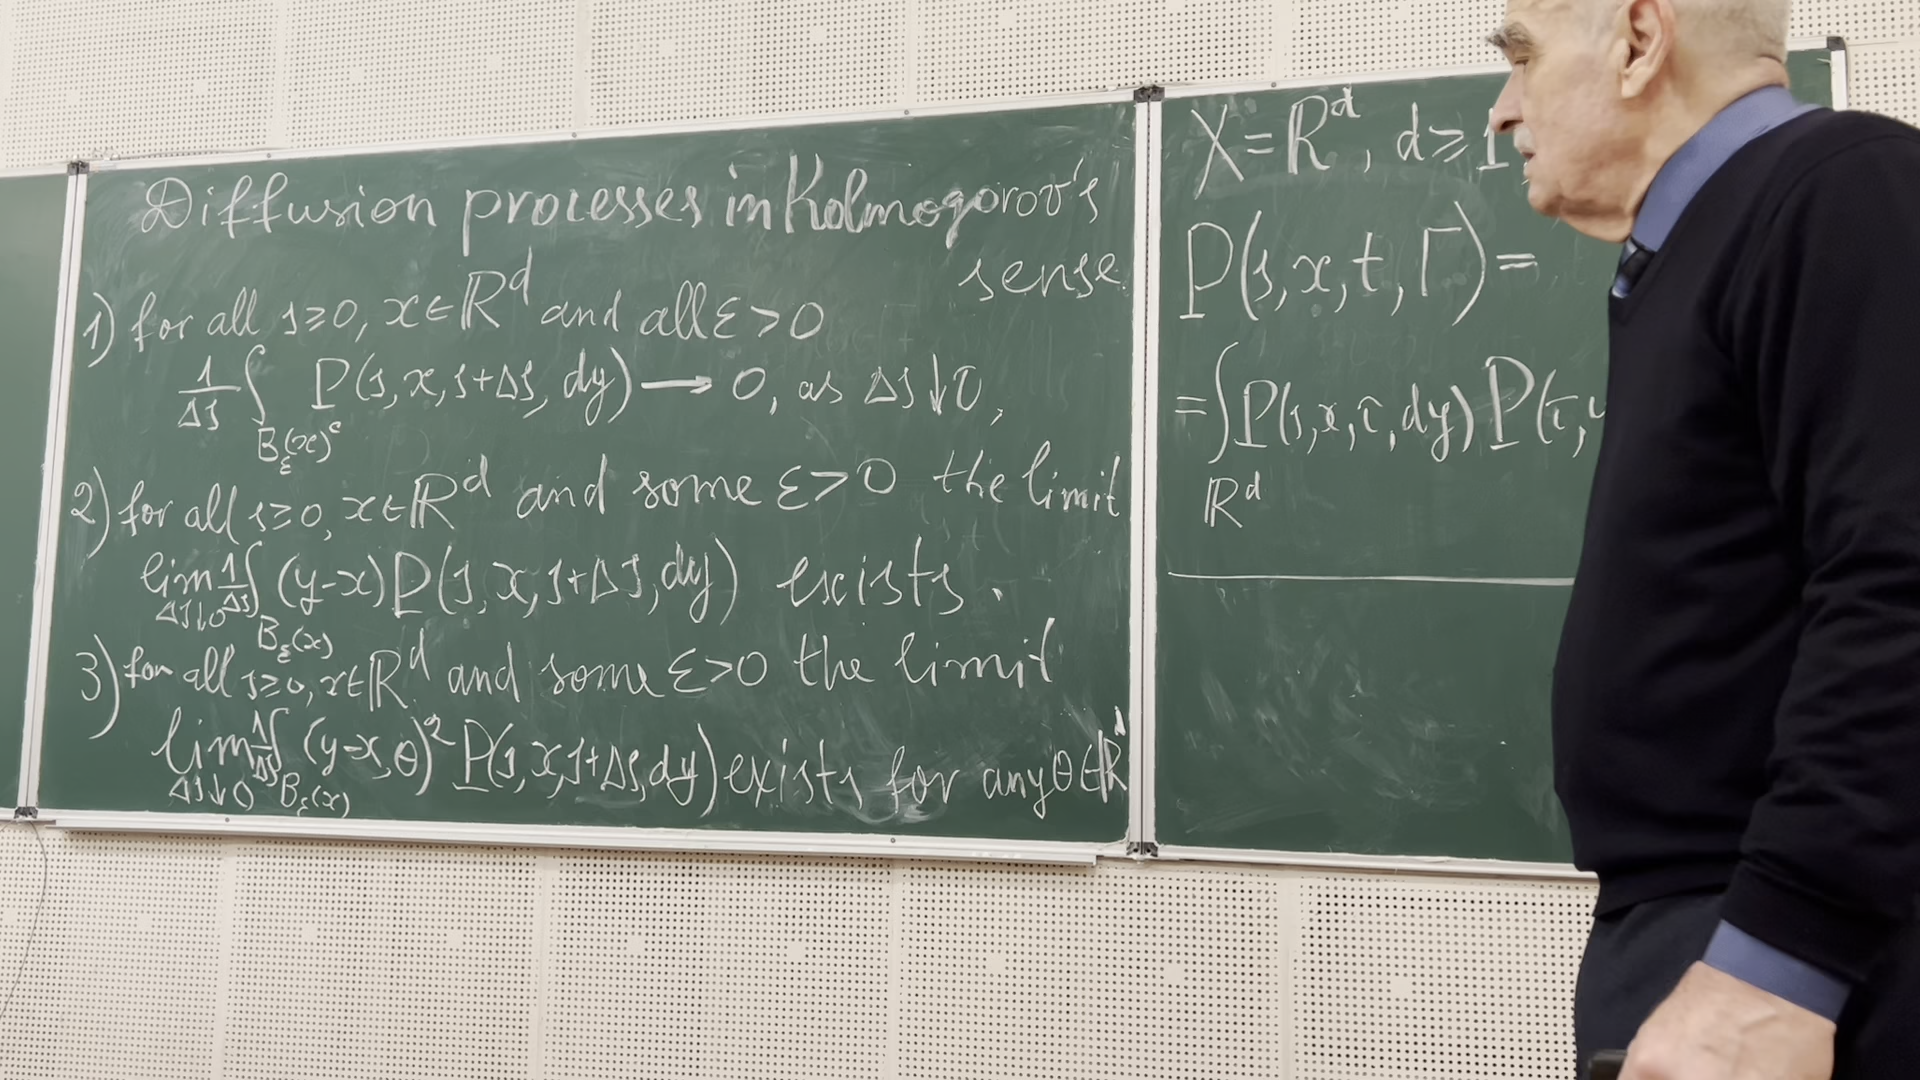 Diffusion processes in Kolmogorov's
sense
1) for all s≥0, x∈ℝ^d and all ε>0
1/Δs ∫_{B_ε(x)^c} P(s,x,s+Δs,dy) → 0, as Δs↓0,
2) for all s≥0, x∈ℝ^d and some ε>0 the limit
lim_{Δs↓0} 1/Δs ∫_{B_ε(x)} (y-x)P(s,x,s+Δs,dy) exists.
3) for all s≥0, x∈ℝ^d and some ε>0 the limit
lim_{Δs↓0} 1/Δs ∫_{B_ε(x)} (y-x,θ)^2 P(s,x,s+Δs,dy) exists for any θ∈ℝ^d
X=ℝ^d, d≥1
P(s,x,t,Γ)=
=∫_{ℝ^d} P(s,x,τ,dy)P(τ,